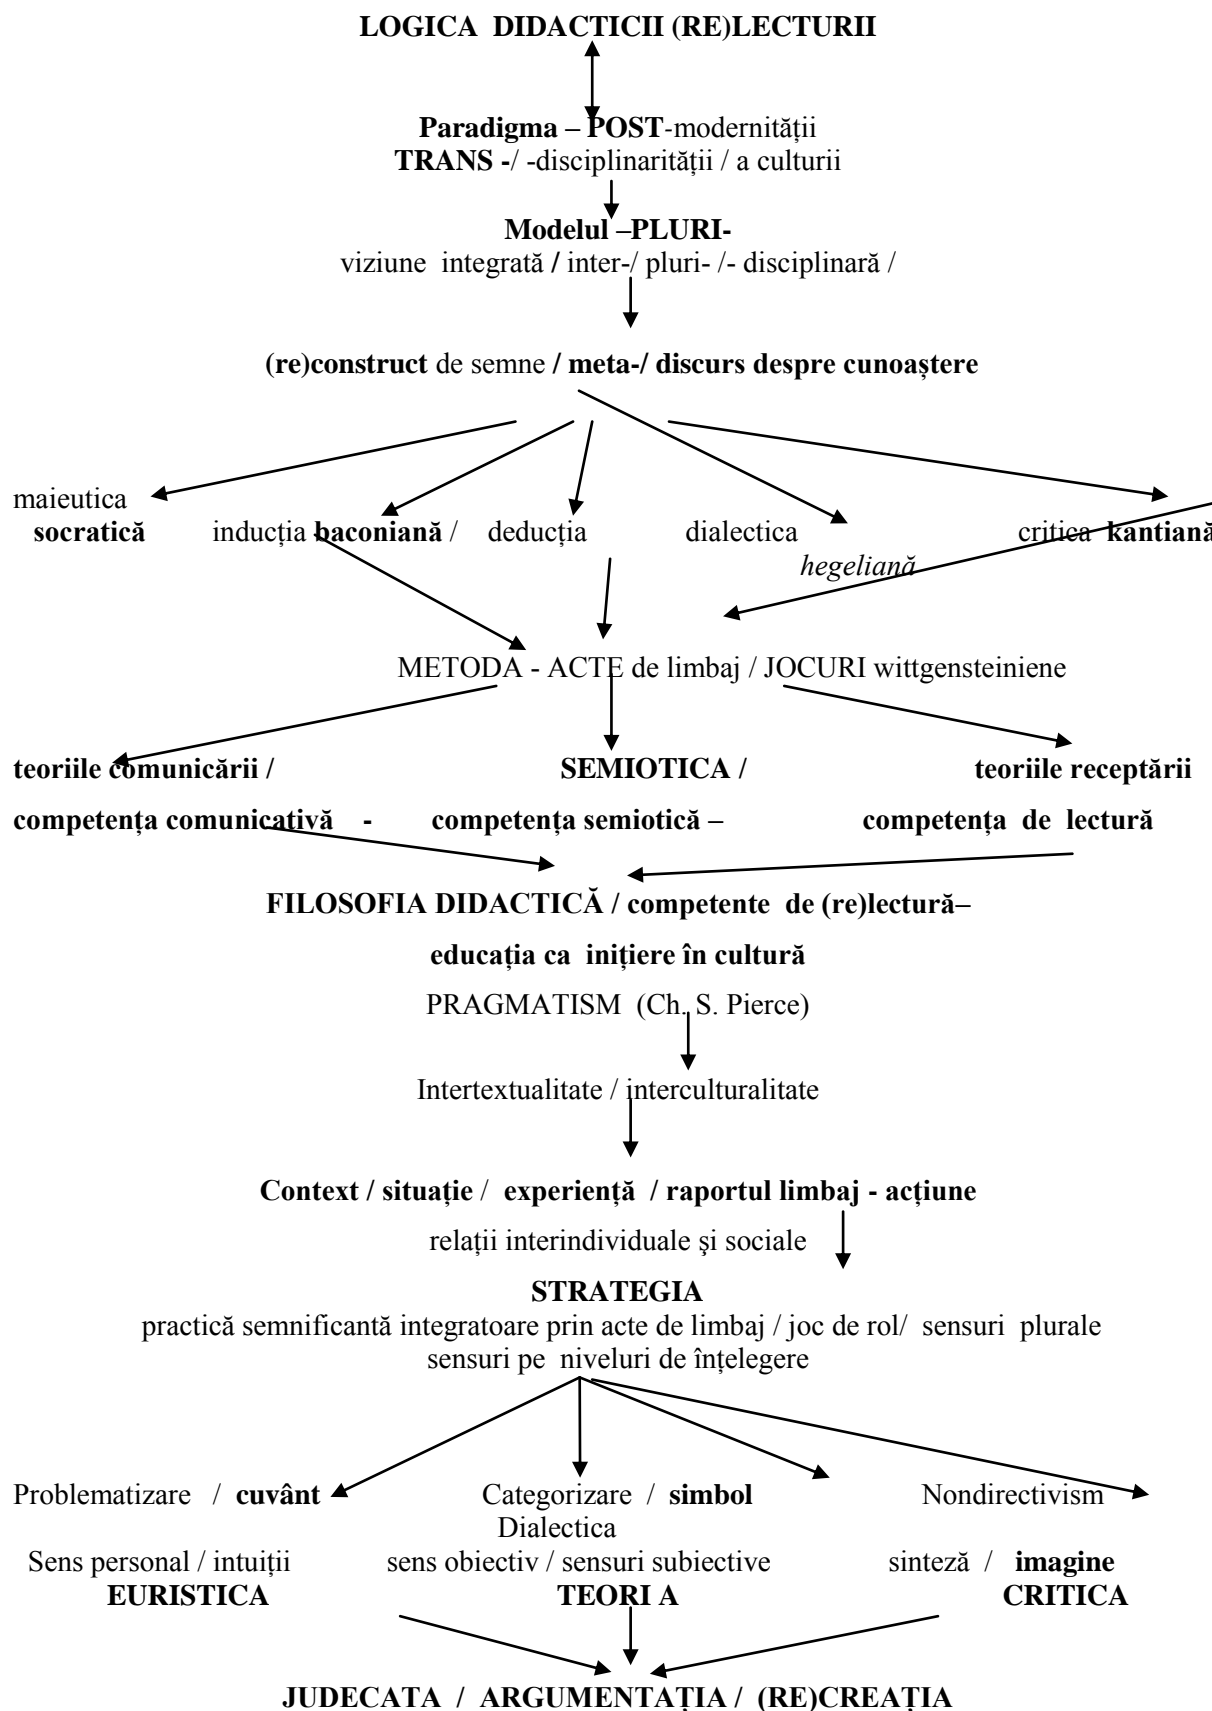 LOGICA DIDACTICII (RE)LECTURII
Paradigma – POST-modernității
TRANS -/ -disciplinarității / a culturii
Modelul –PLURI-
viziune integrată / inter-/ pluri- /- disciplinară /
(re)construct de semne / meta-/ discurs despre cunoaștere
maieutica
socratică inducția baconiană / deducția dialectica critica kantiană
hegeliană
METODA - ACTE de limbaj / JOCURI wittgensteiniene
teoriile comunicării / SEMIOTICA / teoriile receptării
competența comunicativă - competența semiotică – competența de lectură
FILOSOFIA DIDACTICĂ / competente de (re)lectură–
educația ca inițiere în cultură
PRAGMATISM (Ch. S. Pierce)
Intertextualitate / interculturalitate
Context / situație / experiență / raportul limbaj - acțiune
relații interindividuale şi sociale
STRATEGIA
practică semnificantă integratoare prin acte de limbaj / joc de rol/ sensuri plurale
sensuri pe niveluri de înțelegere
Problematizare / cuvânt Categorizare / simbol Nondirectivism
Dialectica
Sens personal / intuiții sens obiectiv / sensuri subiective sinteză / imagine
EURISTICA TEORI A CRITICA
JUDECATA / ARGUMENTAȚIA / (RE)CREAȚIA